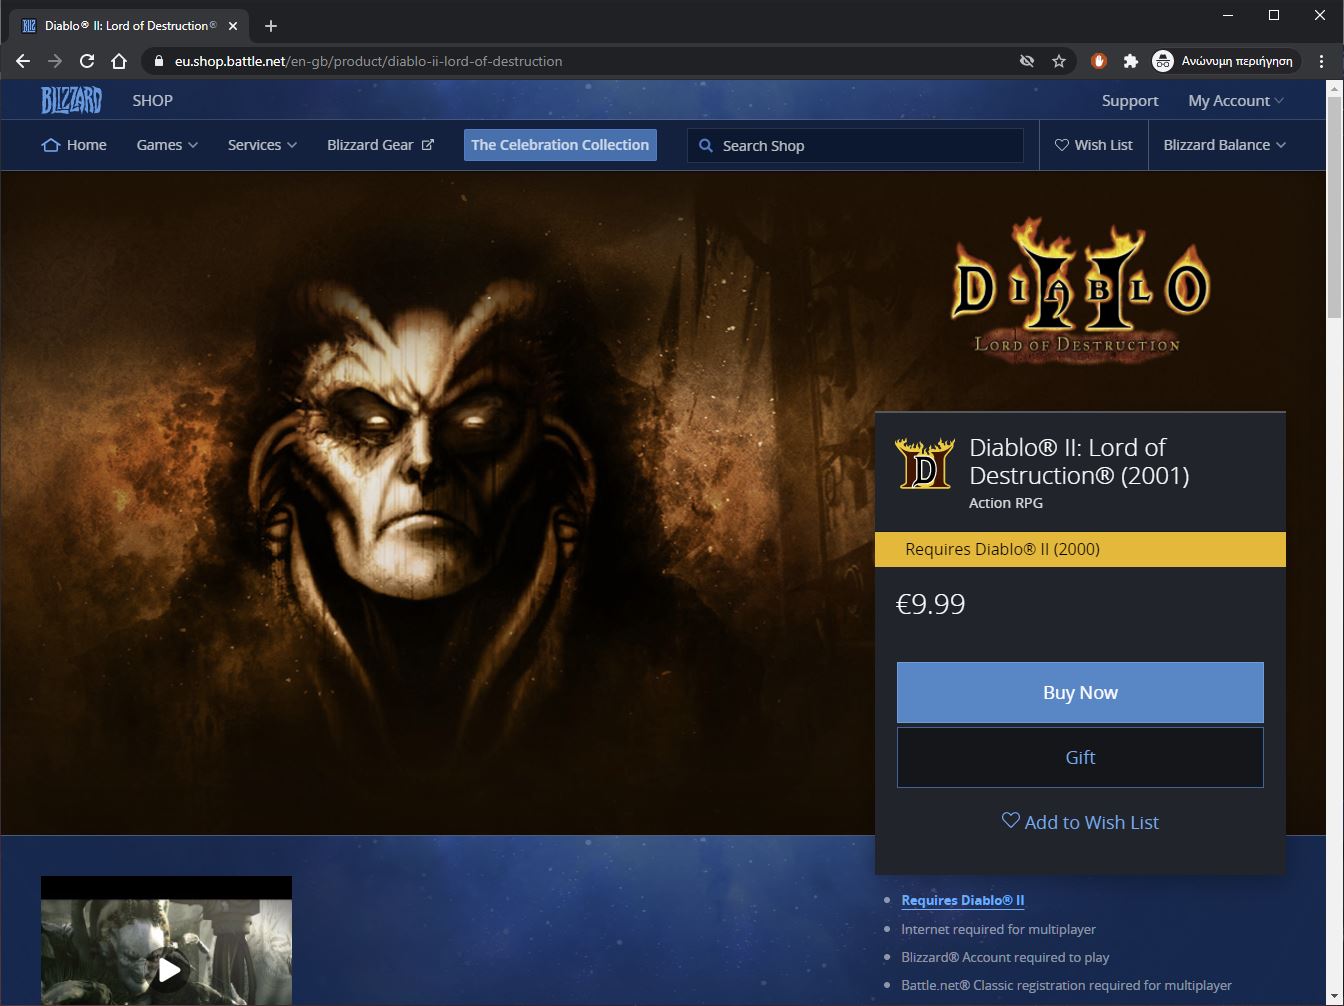 Diablo® II: Lord of Destruction®
eu.shop.battle.net/en-gb/product/diablo-ii-lord-of-destruction
Ανώνυμη περιήγηση
BLIZZARD
SHOP
Support
My Account
Home
Games
Services
Blizzard Gear
The Celebration Collection
Search Shop
Wish List
Blizzard Balance
DIABLO II
LORD OF DESTRUCTION
Diablo® II: Lord of
Destruction® (2001)
Action RPG
Requires Diablo® II (2000)
€9.99
Buy Now
Gift
Add to Wish List
Requires Diablo® II
Internet required for multiplayer
Blizzard® Account required to play
Battle.net® Classic registration required for multiplayer